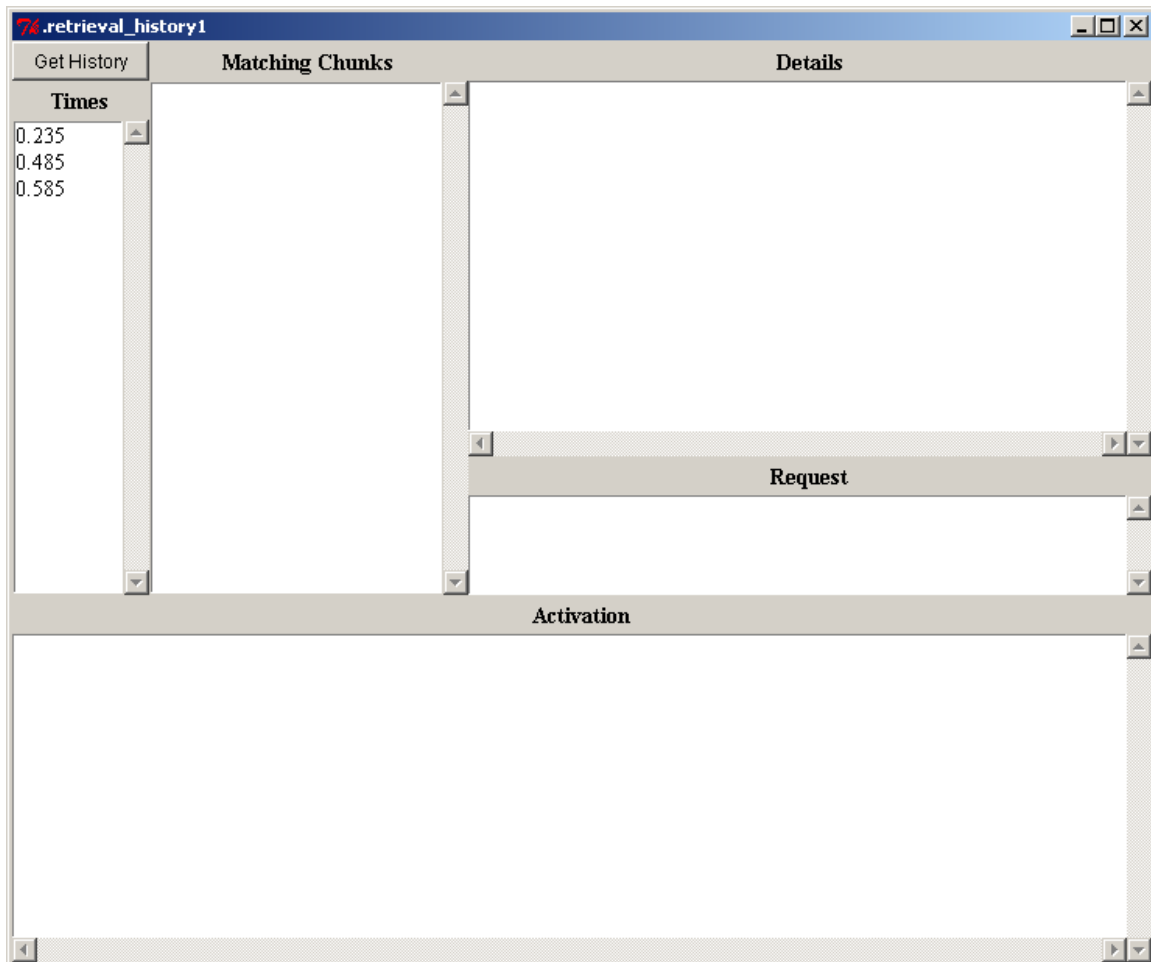 .retrieval_history1
Get History
Matching Chunks
Details
Times
0.235
0.485
0.585
Request
Activation